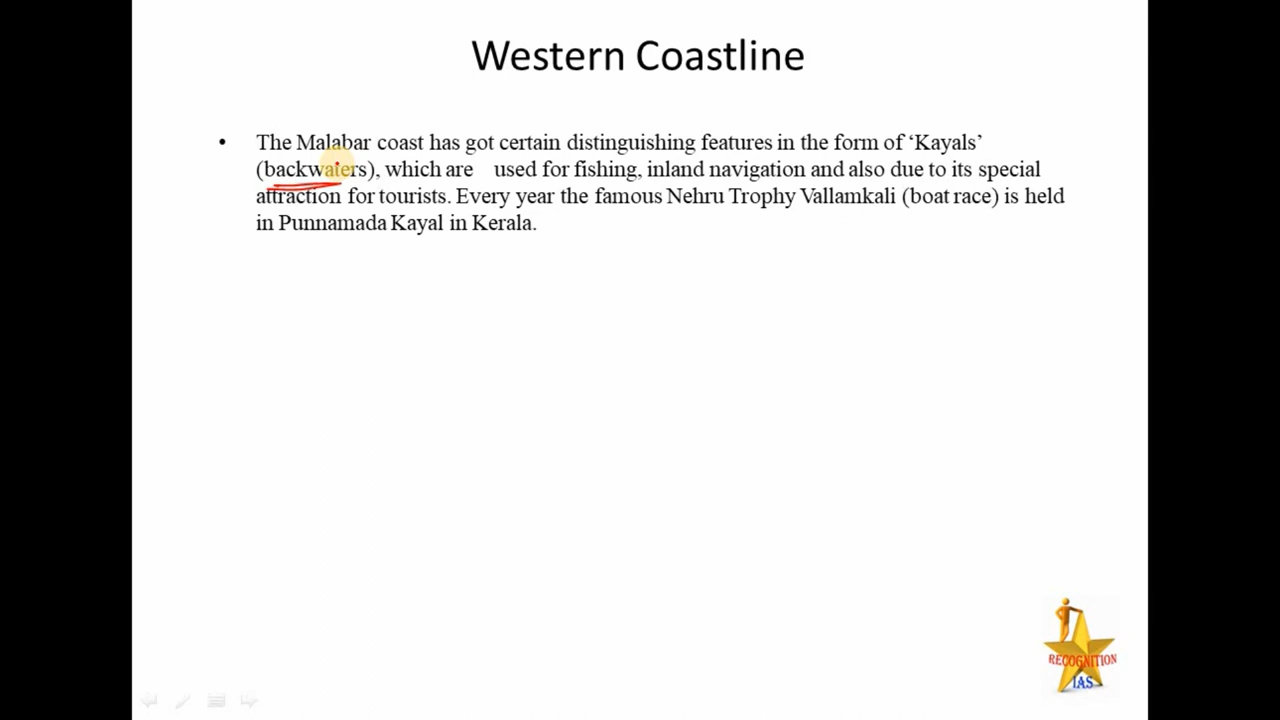 Western Coastline
• The Malabar coast has got certain distinguishing features in the form of ‘Kayals’
(backwaters), which are used for fishing, inland navigation and also due to its special
attraction for tourists. Every year the famous Nehru Trophy Vallamkali (boat race) is held
in Punnamada Kayal in Kerala.
RECOGNITION
IAS